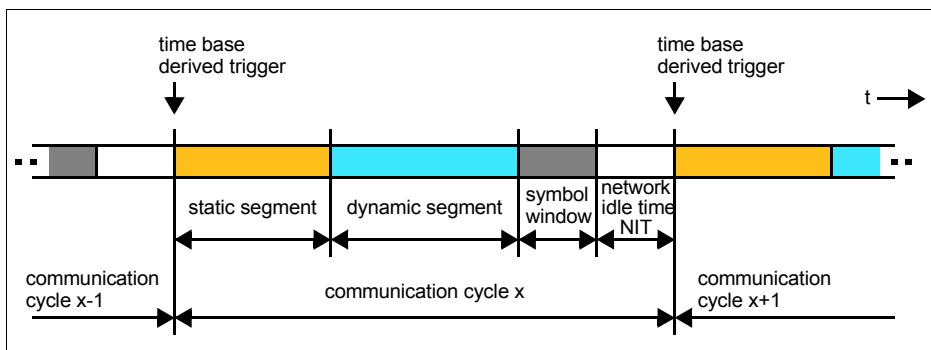 time base
derived trigger
time base
derived trigger
t
static segment
dynamic segment
symbol
window
network
idle time
NIT
communication
cycle x-1
communication cycle x
communication
cycle x+1